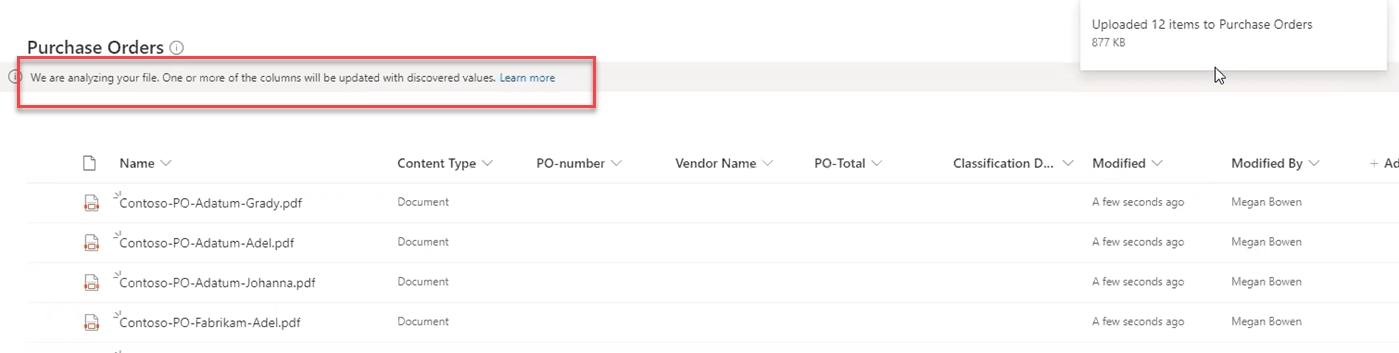 Uploaded 12 items to Purchase Orders
877 KB
Purchase Orders
We are analyzing your file. One or more of the columns will be updated with discovered values. Learn more
Name Content Type PO-number Vendor Name PO-Total Classification D... Modified Modified By + Ad
Contoso-PO-Adatum-Grady.pdf Document A few seconds ago Megan Bowen
Contoso-PO-Adatum-Adel.pdf Document A few seconds ago Megan Bowen
Contoso-PO-Adatum-Johanna.pdf Document A few seconds ago Megan Bowen
Contoso-PO-Fabrikam-Adel.pdf Document A few seconds ago Megan Bowen